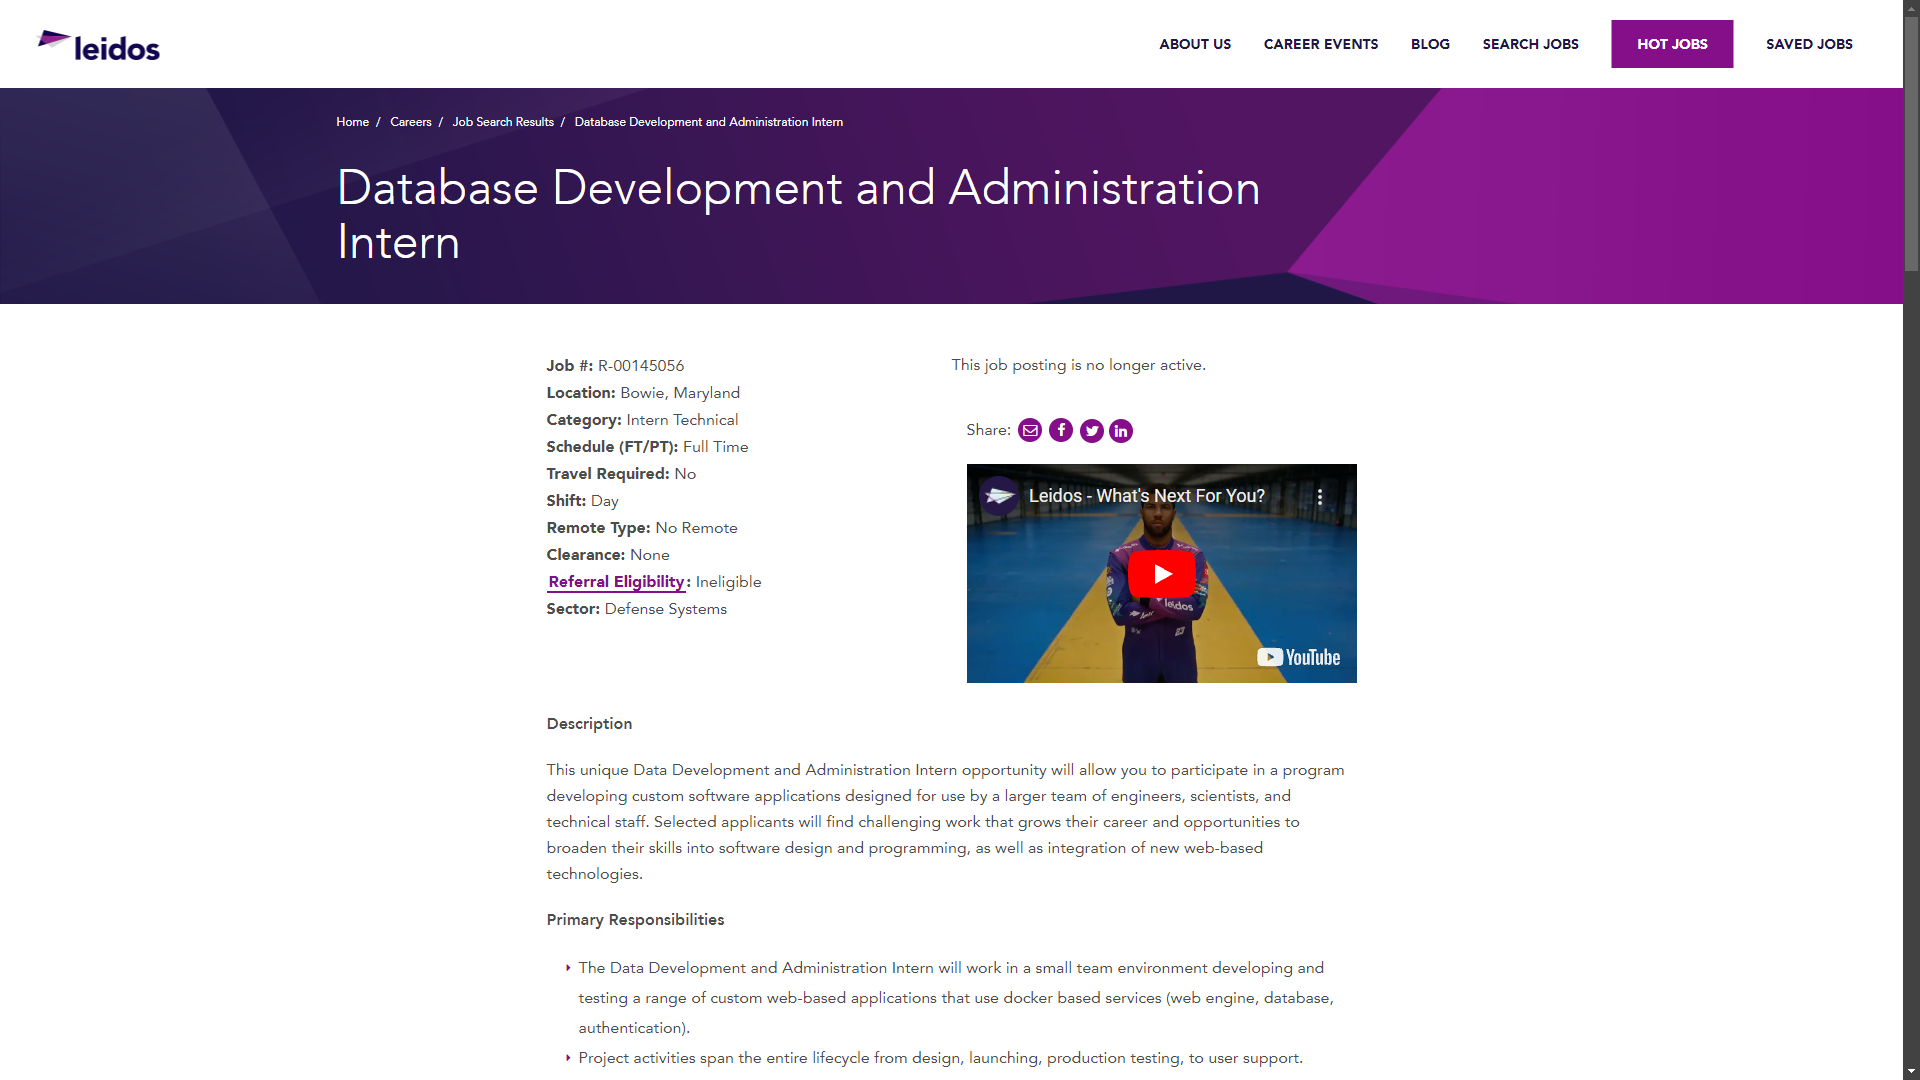 leidos
ABOUT US CAREER EVENTS BLOG SEARCH JOBS HOT JOBS SAVED JOBS
Home / Careers / Job Search Results / Database Development and Administration Intern
Database Development and Administration
Intern
Job #: R-00145056
Location: Bowie, Maryland
Category: Intern Technical
Schedule (FT/PT): Full Time
Travel Required: No
Shift: Day
Remote Type: No Remote
Clearance: None
Referral Eligibility: Ineligible
Sector: Defense Systems
This job posting is no longer active.
Share:
Leidos - What's Next For You?
leidos
YouTube
Description
This unique Data Development and Administration Intern opportunity will allow you to participate in a program
developing custom software applications designed for use by a larger team of engineers, scientists, and
technical staff. Selected applicants will find challenging work that grows their career and opportunities to
broaden their skills into software design and programming, as well as integration of new web-based
technologies.
Primary Responsibilities
The Data Development and Administration Intern will work in a small team environment developing and
testing a range of custom web-based applications that use docker based services (web engine, database,
authentication).
Project activities span the entire lifecycle from design, launching, production testing, to user support.